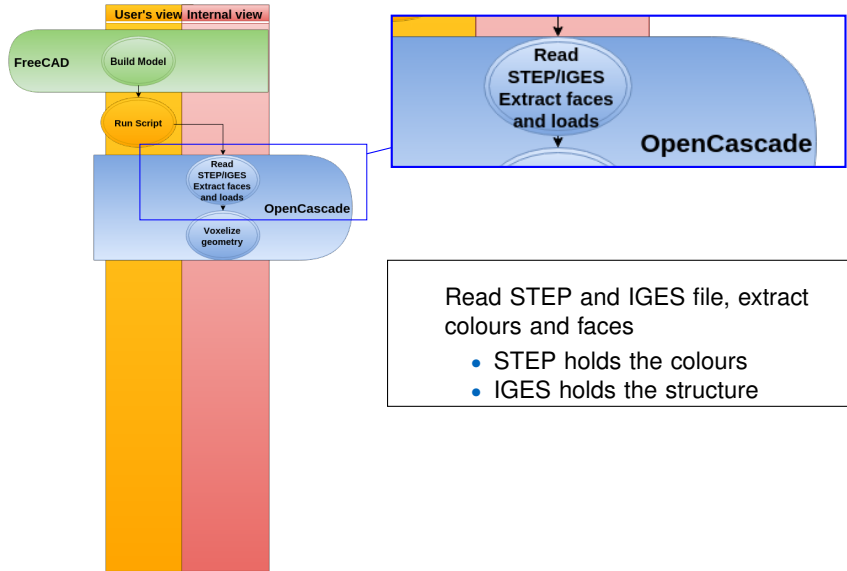 User's view
Internal view
FreeCAD
Build Model
Run Script
Read
STEP/IGES
Extract faces
and loads
OpenCascade
Voxelize
geometry
Read
STEP/IGES
Extract faces
and loads
OpenCascade
Read STEP and IGES file, extract
colours and faces
• STEP holds the colours
• IGES holds the structure